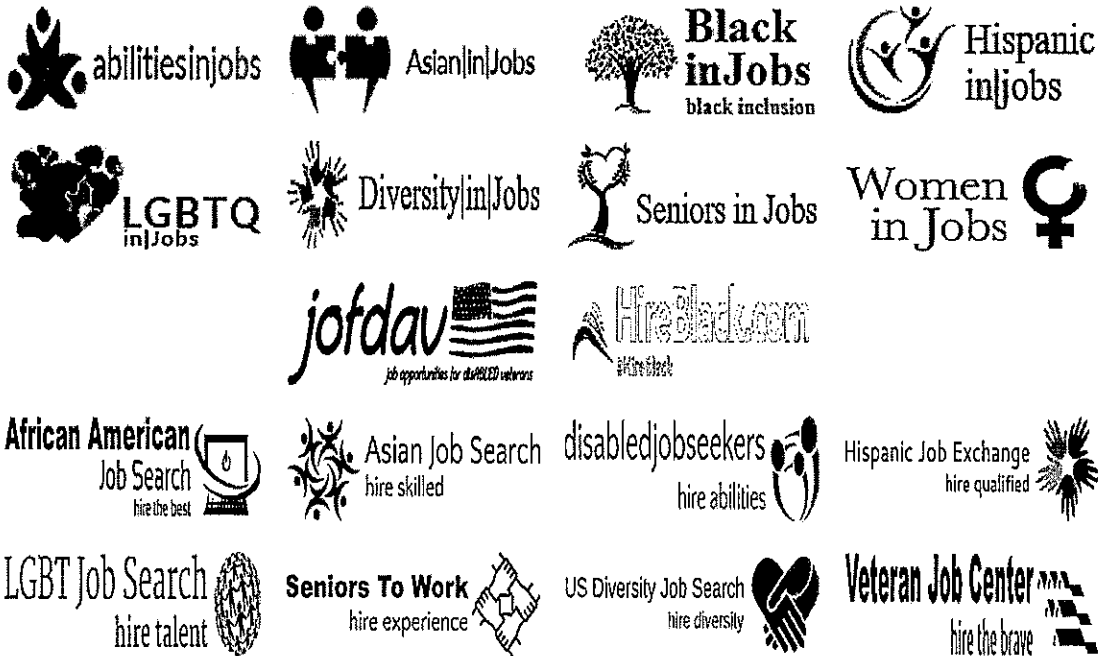 abilitiesinjobs
Asian|in|Jobs
Black
inJobs
black inclusion
Hispanic
in|jobs
LGBTQ
in|Jobs
Diversity|in|Jobs
Seniors in Jobs
Women
in Jobs
jofdav
job opportunities for disABLED veterans
HireBlack.com
African American
Job Search
hire the best
Asian Job Search
hire skilled
disabledjobseekers
hire abilities
Hispanic Job Exchange
hire qualified
LGBT Job Search
hire talent
Seniors To Work
hire experience
US Diversity Job Search
hire diversity
Veteran Job Center
hire the brave